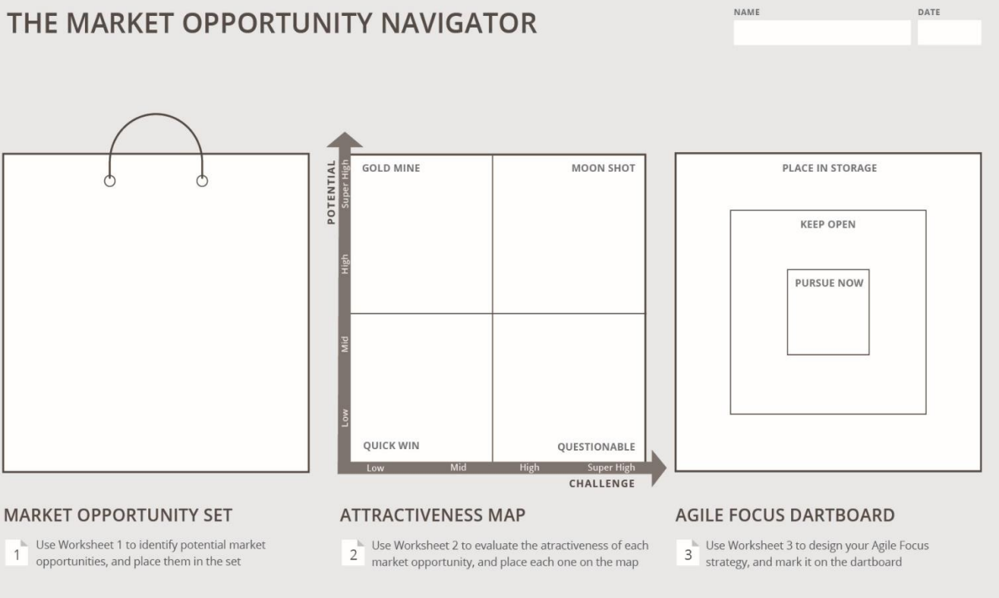 THE MARKET OPPORTUNITY NAVIGATOR
NAME
DATE
POTENTIAL
Super High
High
Mid
Low
GOLD MINE
MOON SHOT
QUICK WIN
QUESTIONABLE
Low
Mid
High
Super High
CHALLENGE
PLACE IN STORAGE
KEEP OPEN
PURSUE NOW
MARKET OPPORTUNITY SET
1
Use Worksheet 1 to identify potential market
opportunities, and place them in the set
ATTRACTIVENESS MAP
2
Use Worksheet 2 to evaluate the atractiveness of each
market opportunity, and place each one on the map
AGILE FOCUS DARTBOARD
3
Use Worksheet 3 to design your Agile Focus
strategy, and mark it on the dartboard